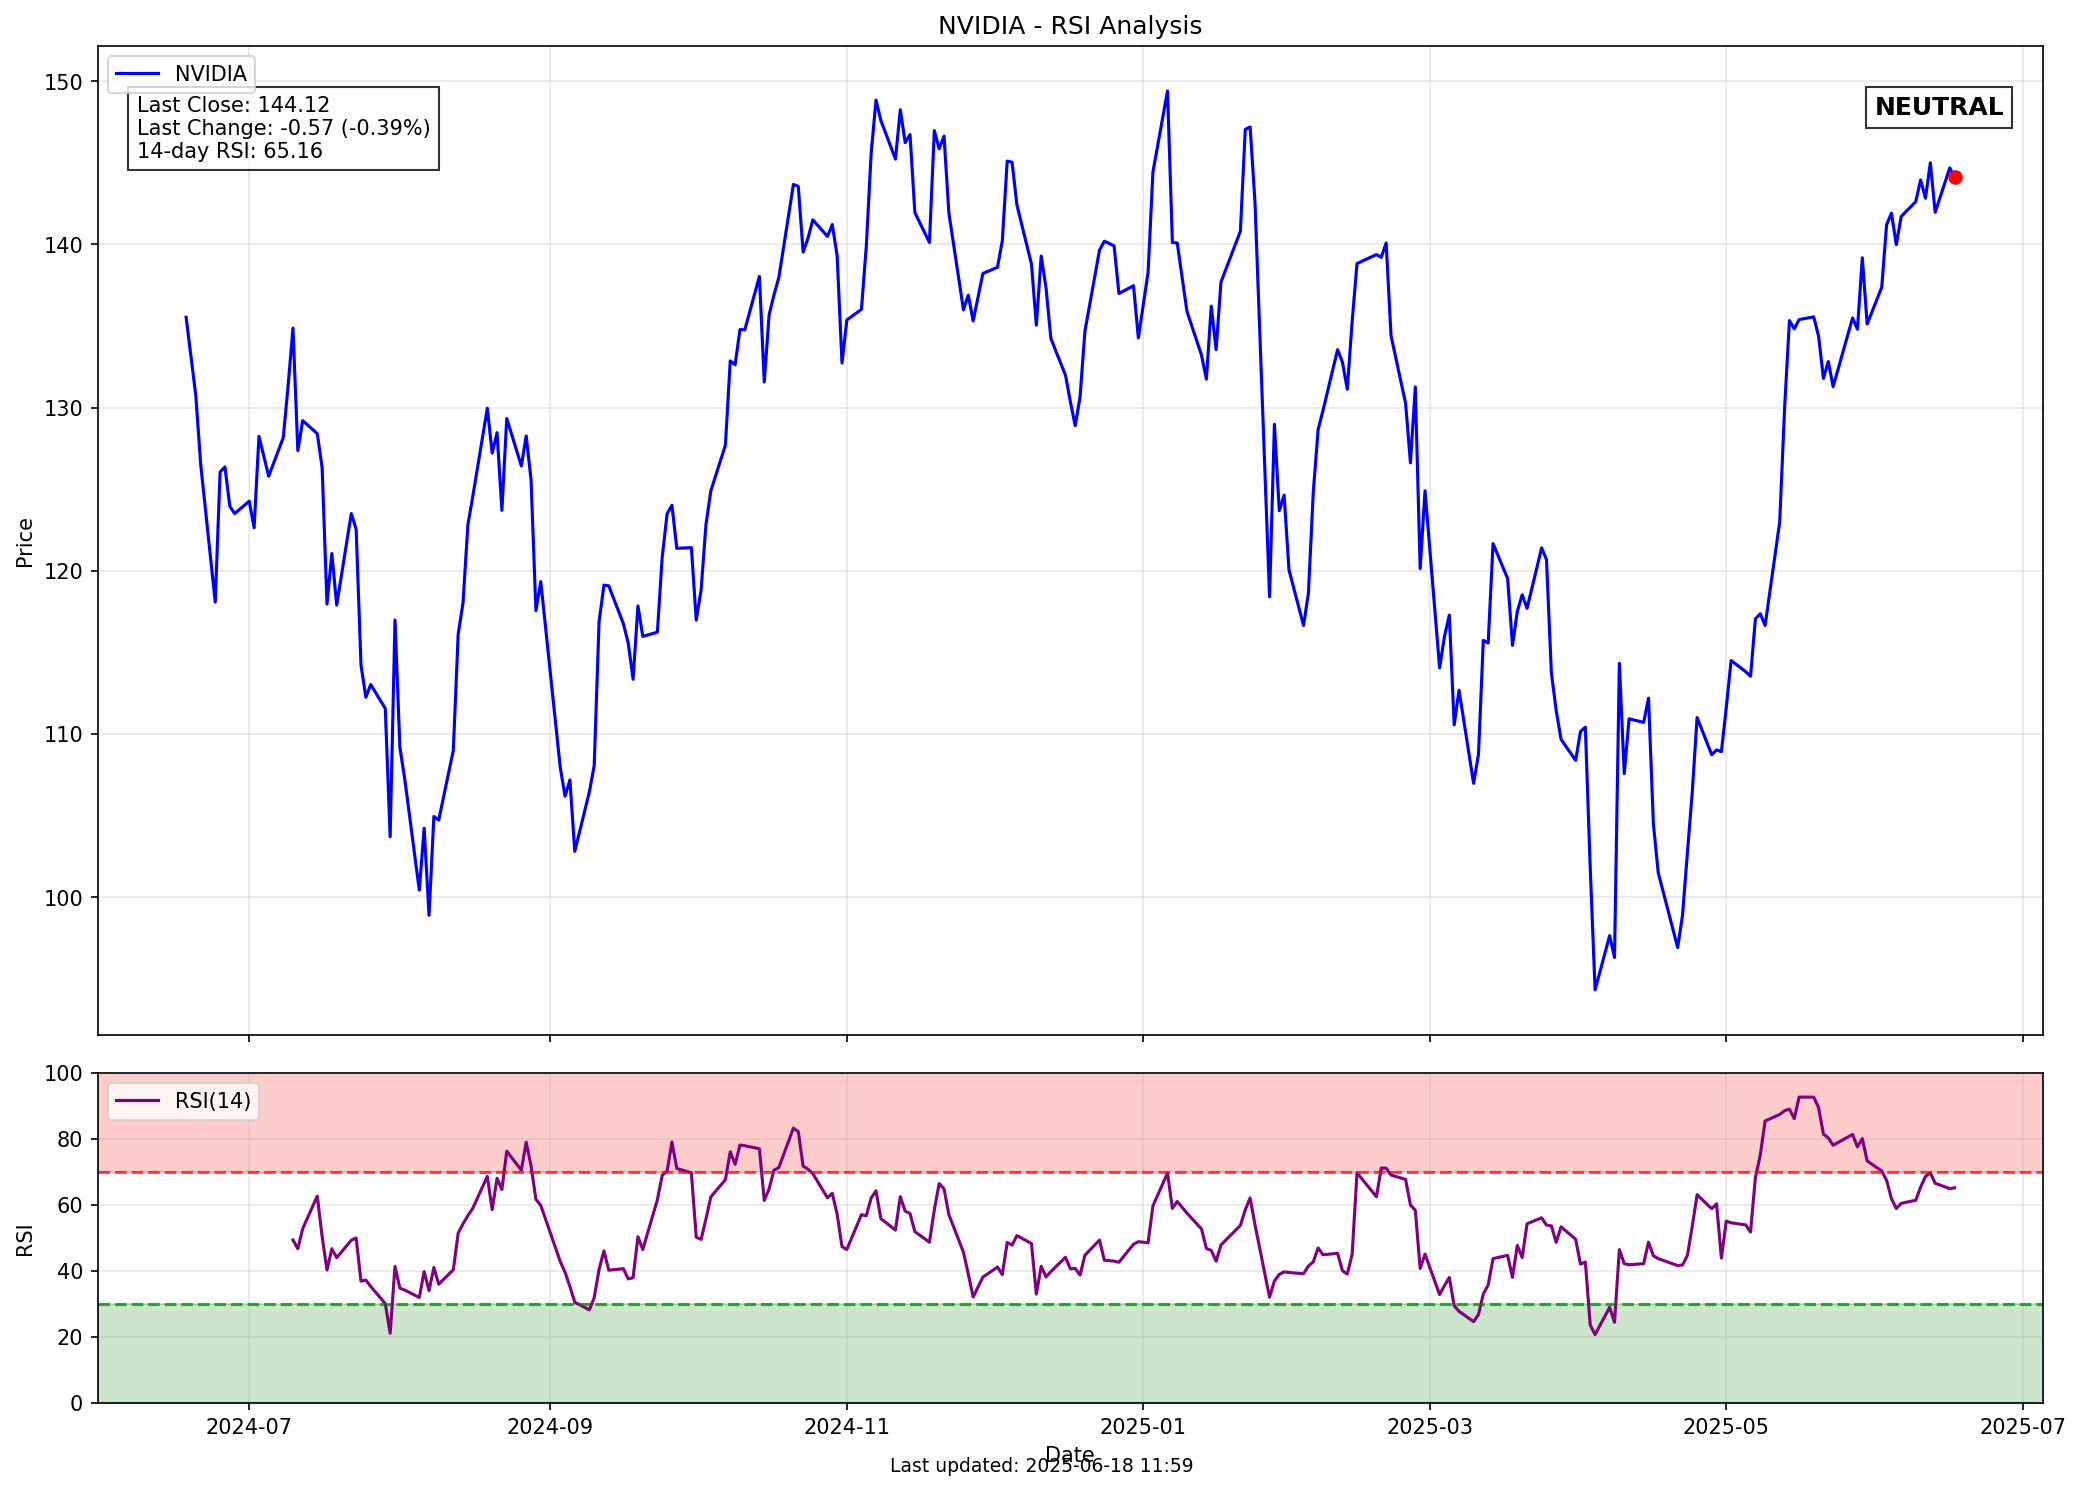 NVIDIA - RSI Analysis
NVIDIA
Last Close: 144.12
Last Change: -0.57 (-0.39%)
14-day RSI: 65.16
NEUTRAL
150
140
130
120
110
100
Price
RSI(14)
100
80
60
40
20
0
RSI
2024-07
2024-09
2024-11
2025-01
2025-03
2025-05
2025-07
Date
Last updated: 2025-06-18 11:59